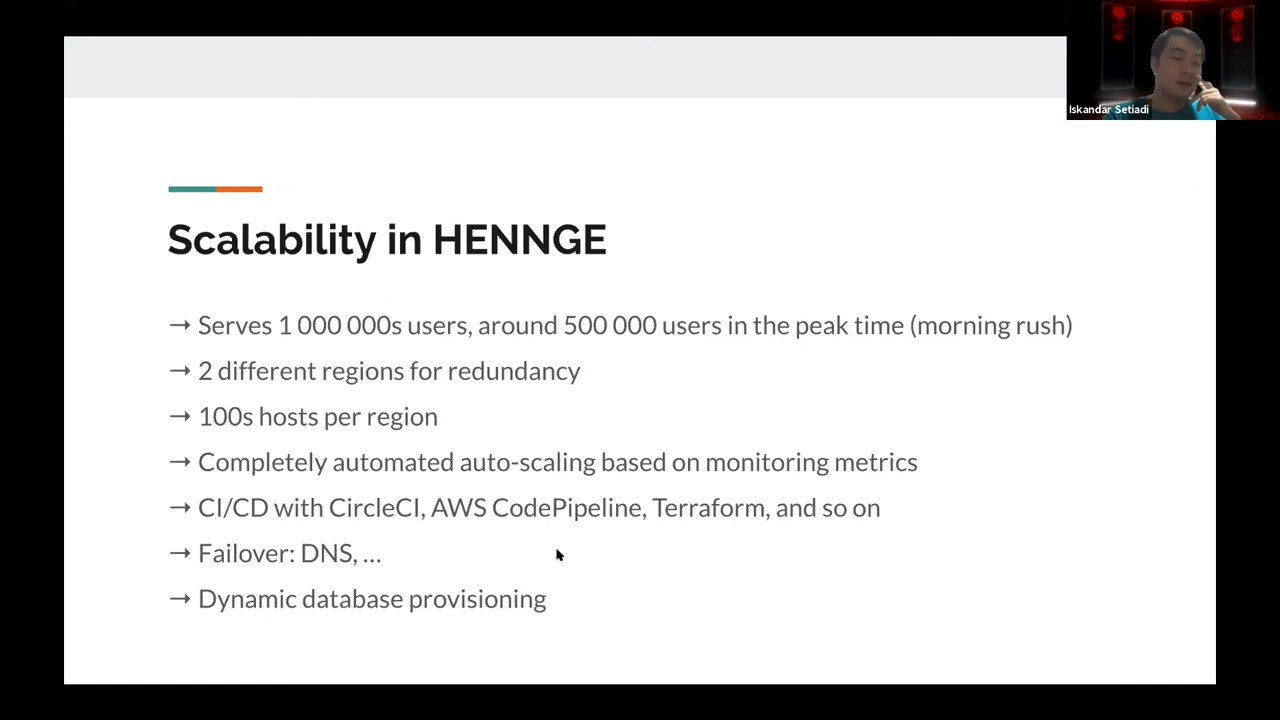 Iskandar Setiadi
Scalability in HENNGE
→ Serves 1 000 000s users, around 500 000 users in the peak time (morning rush)
→ 2 different regions for redundancy
→ 100s hosts per region
→ Completely automated auto-scaling based on monitoring metrics
→ CI/CD with CircleCI, AWS CodePipeline, Terraform, and so on
→ Failover: DNS, ...
→ Dynamic database provisioning